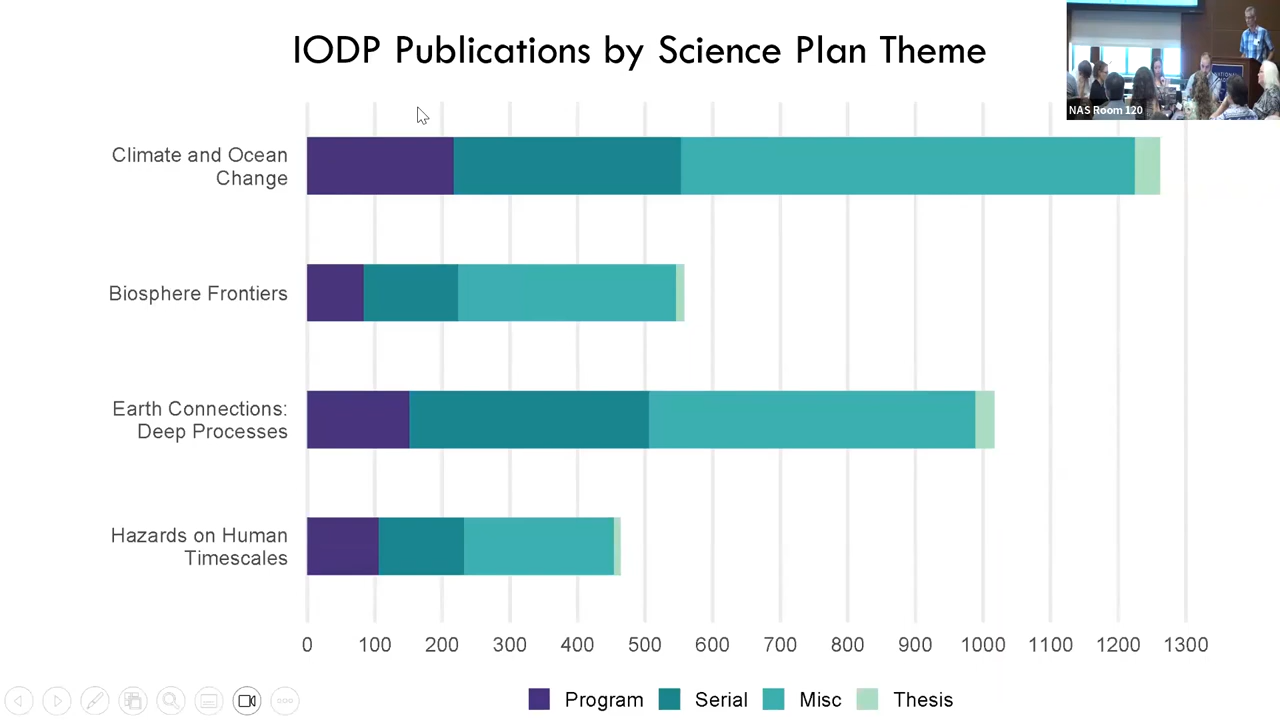 IODP Publications by Science Plan Theme
NAS Room 120
Climate and Ocean
Change
Biosphere Frontiers
Earth Connections:
Deep Processes
Hazards on Human
Timescales
0 100 200 300 400 500 600 700 800 900 1000 1100 1200 1300
Program Serial Misc Thesis